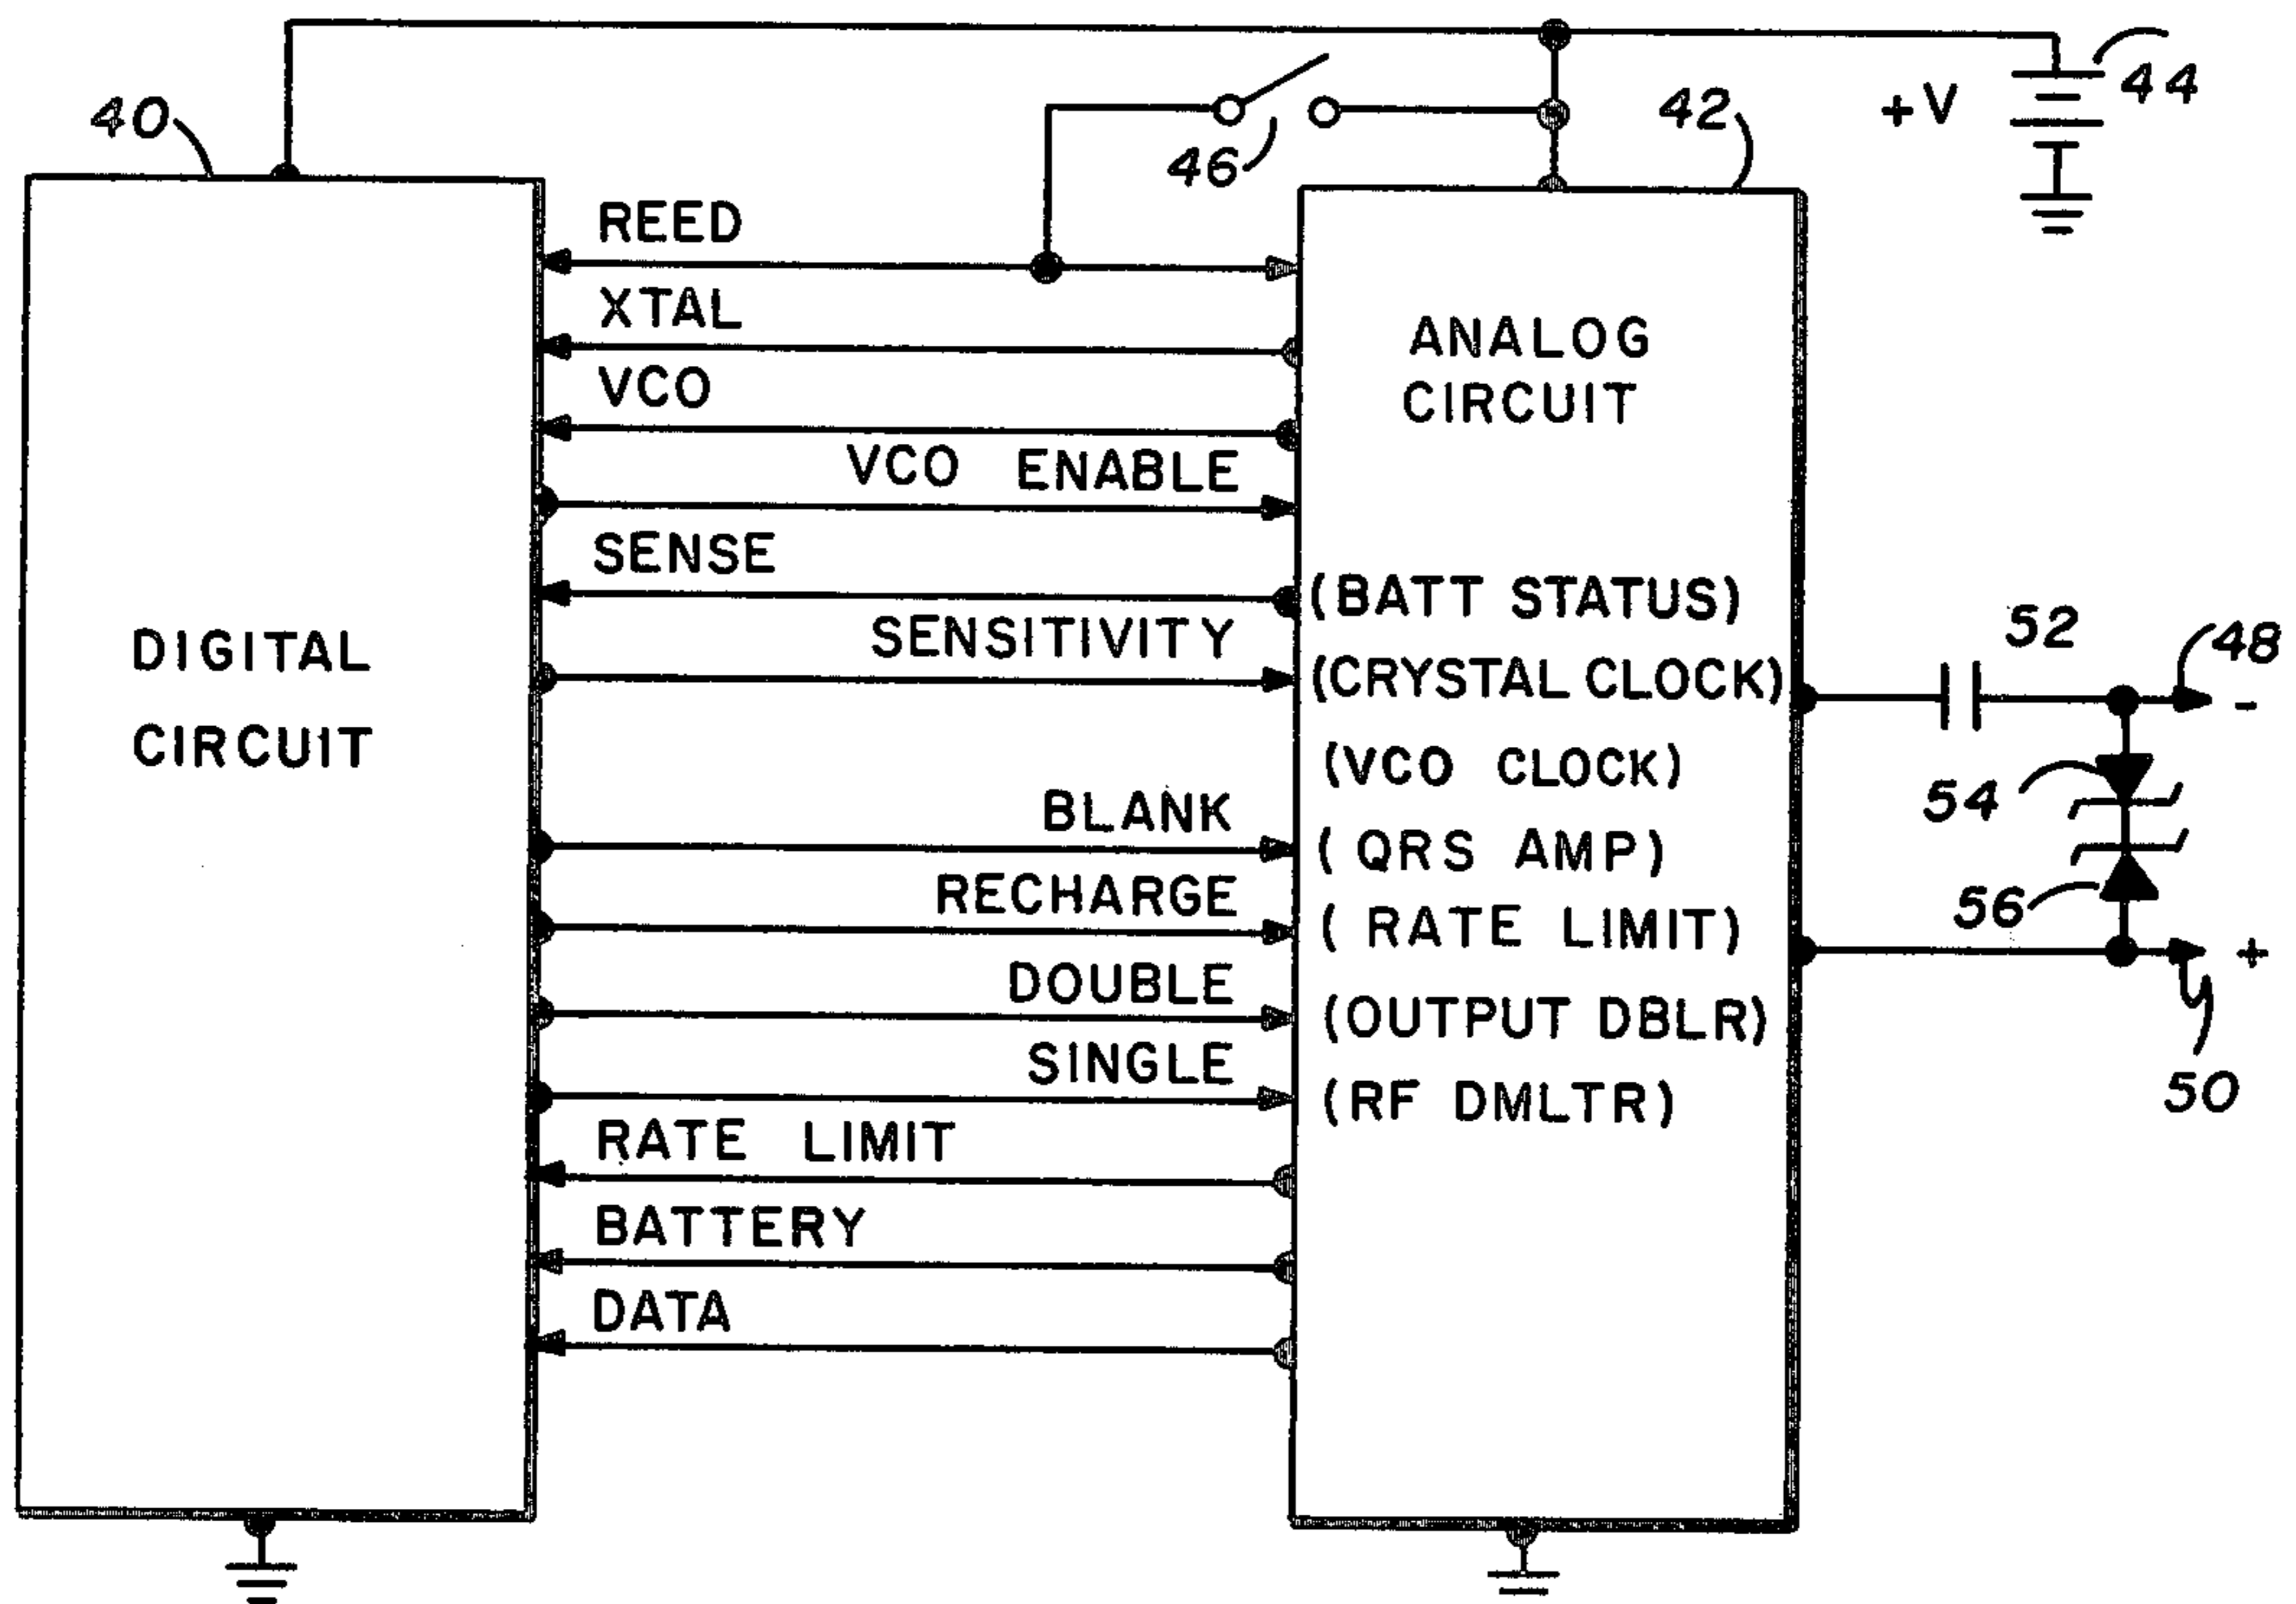 40
46
42
+V
44
REED
XTAL
VCO
VCO ENABLE
SENSE
SENSITIVITY
BLANK
RECHARGE
DOUBLE
SINGLE
RATE LIMIT
BATTERY
DATA
DIGITAL
CIRCUIT
ANALOG
CIRCUIT
(BATT STATUS)
(CRYSTAL CLOCK)
(VCO CLOCK)
( QRS AMP)
( RATE LIMIT)
(OUTPUT DBLR)
(RF DMLTR)
52
48
-
54
56
+
50